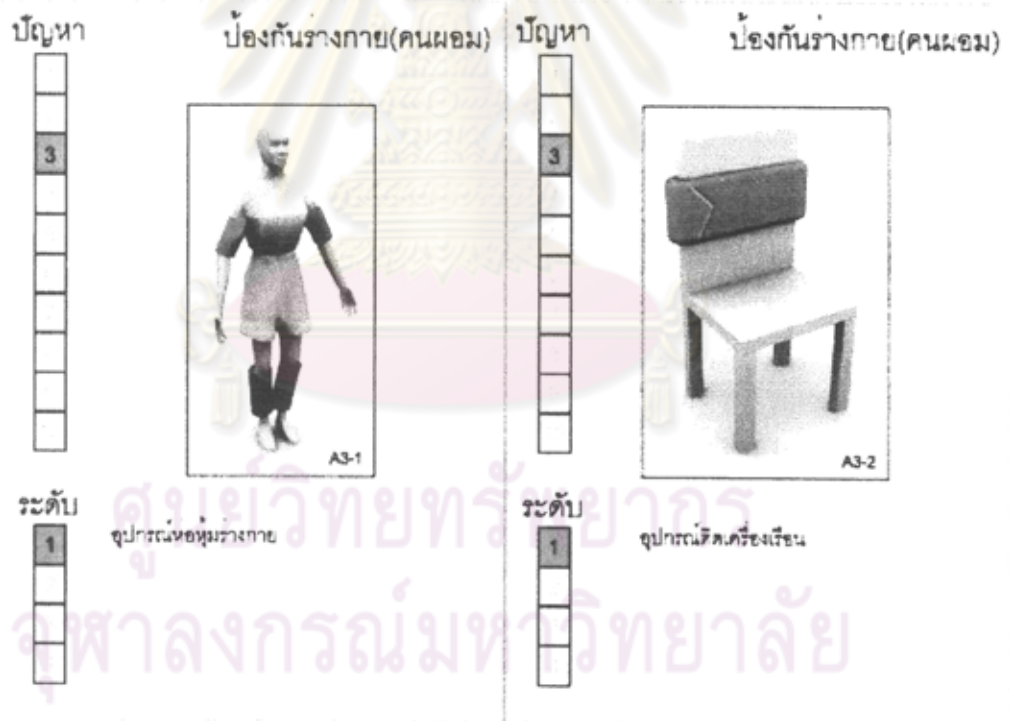 ปัญหา
ป้องกันร่างกาย(คนผอม)
3
A3-1
ระดับ
1
อุปกรณ์ห่อหุ้มร่างกาย
ปัญหา
ป้องกันร่างกาย(คนผอม)
3
A3-2
ระดับ
1
อุปกรณ์ติดเครื่องเรือน
ศูนย์วิทยทรัพยากร
จุฬาลงกรณ์มหาวิทยาลัย